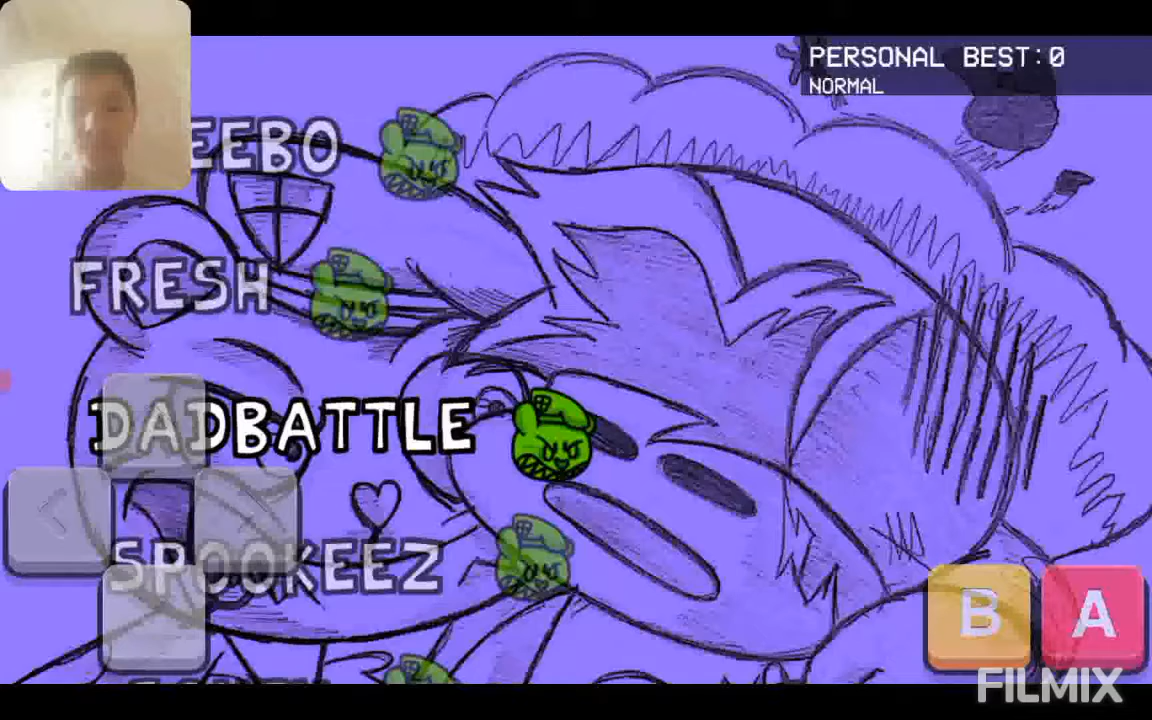 PERSONAL BEST:0
NORMAL
EEBO
FRESH
DADBATTLE
SPOOKEEZ
B A
FILMIX